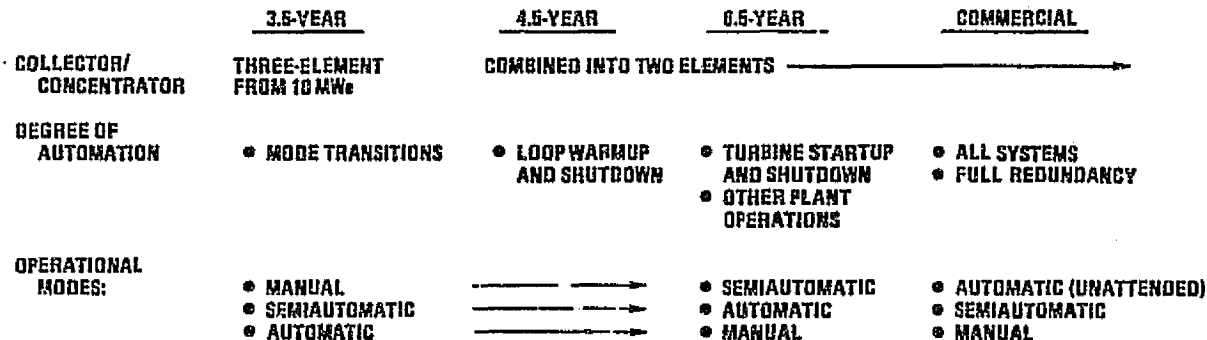 3.5-YEAR 4.5-YEAR 6.5-YEAR COMMERCIAL
COLLECTOR/ THREE-ELEMENT COMBINED INTO TWO ELEMENTS
CONCENTRATOR FROM 10 MWe
DEGREE OF
AUTOMATION • MODE TRANSITIONS • LOOP WARMUP • TURBINE STARTUP • ALL SYSTEMS
AND SHUTDOWN AND SHUTDOWN • FULL REDUNDANCY
• OTHER PLANT
OPERATIONS
OPERATIONAL
MODES: • MANUAL • SEMIAUTOMATIC • AUTOMATIC (UNATTENDED)
• SEMIAUTOMATIC • AUTOMATIC • SEMIAUTOMATIC
• AUTOMATIC • MANUAL • MANUAL